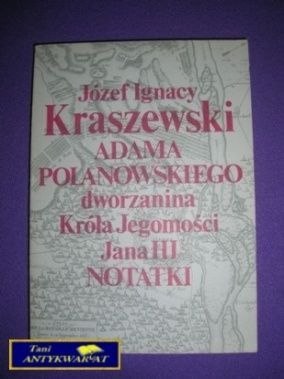 Józef Ignacy
Kraszewski
ADAMA
POLANOWSKIEGO
dworzanina
Króla Jegomości
Jana III
NOTATKI
Tani
ANTYKWARIAT